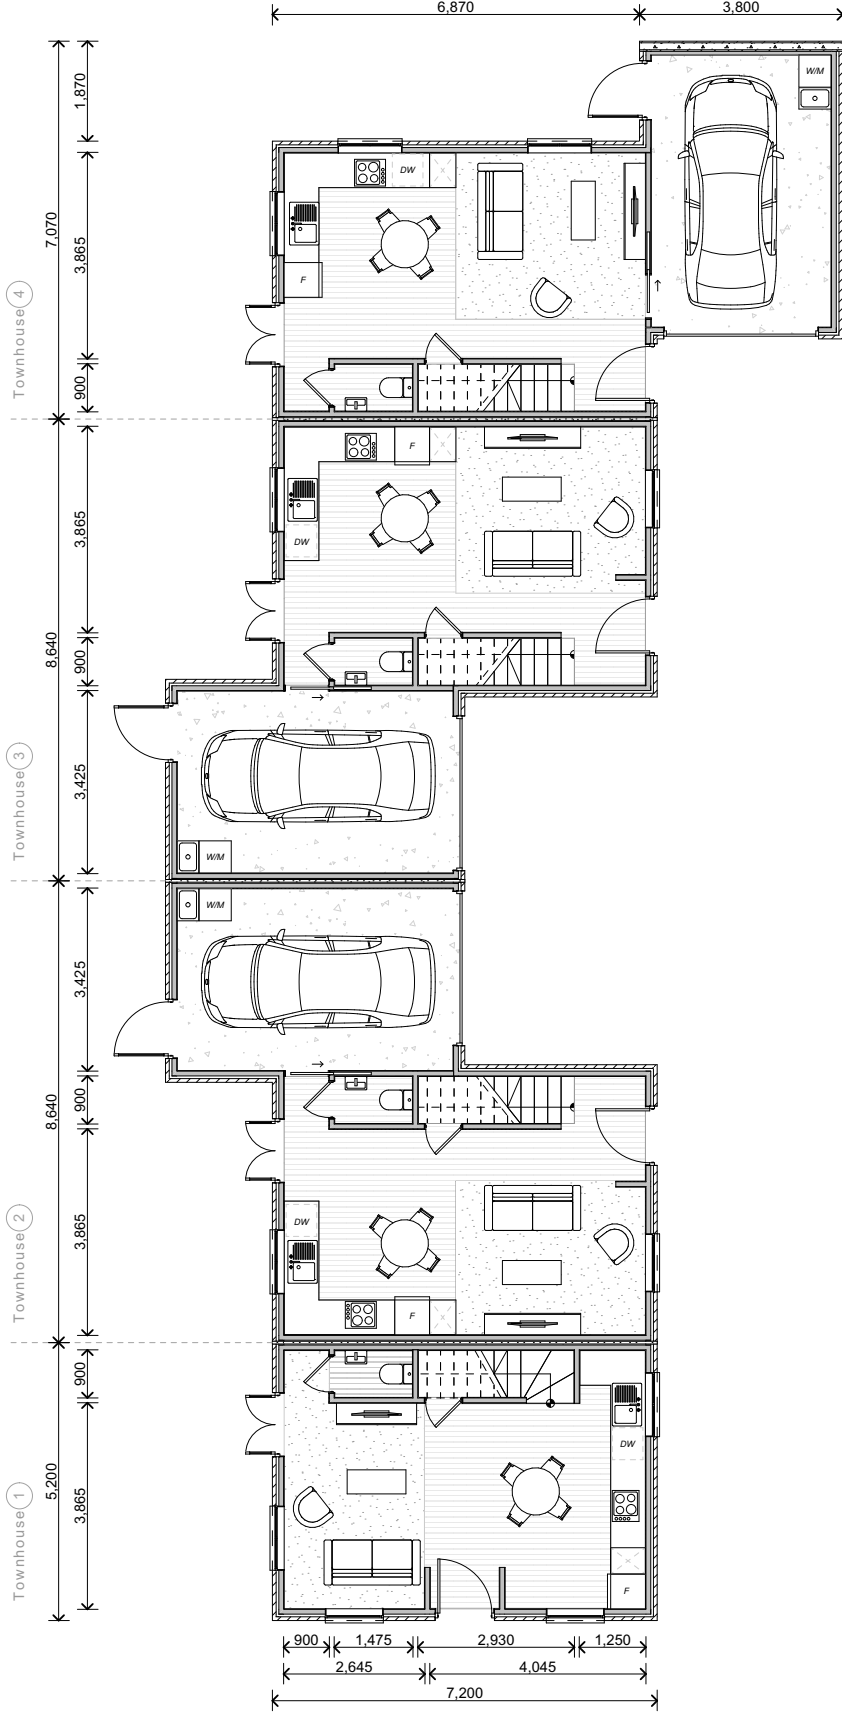 6,870
3,800
1,870
W/M
7,070
3,865
DW
F
Townhouse 4
900
F
3,865
DW
8,640
900
Townhouse 3
3,425
W/M
W/M
3,425
900
8,640
DW
Townhouse 2
3,865
F
900
DW
5,200
3,865
Townhouse 1
F
900
1,475
2,930
1,250
2,645
4,045
7,200